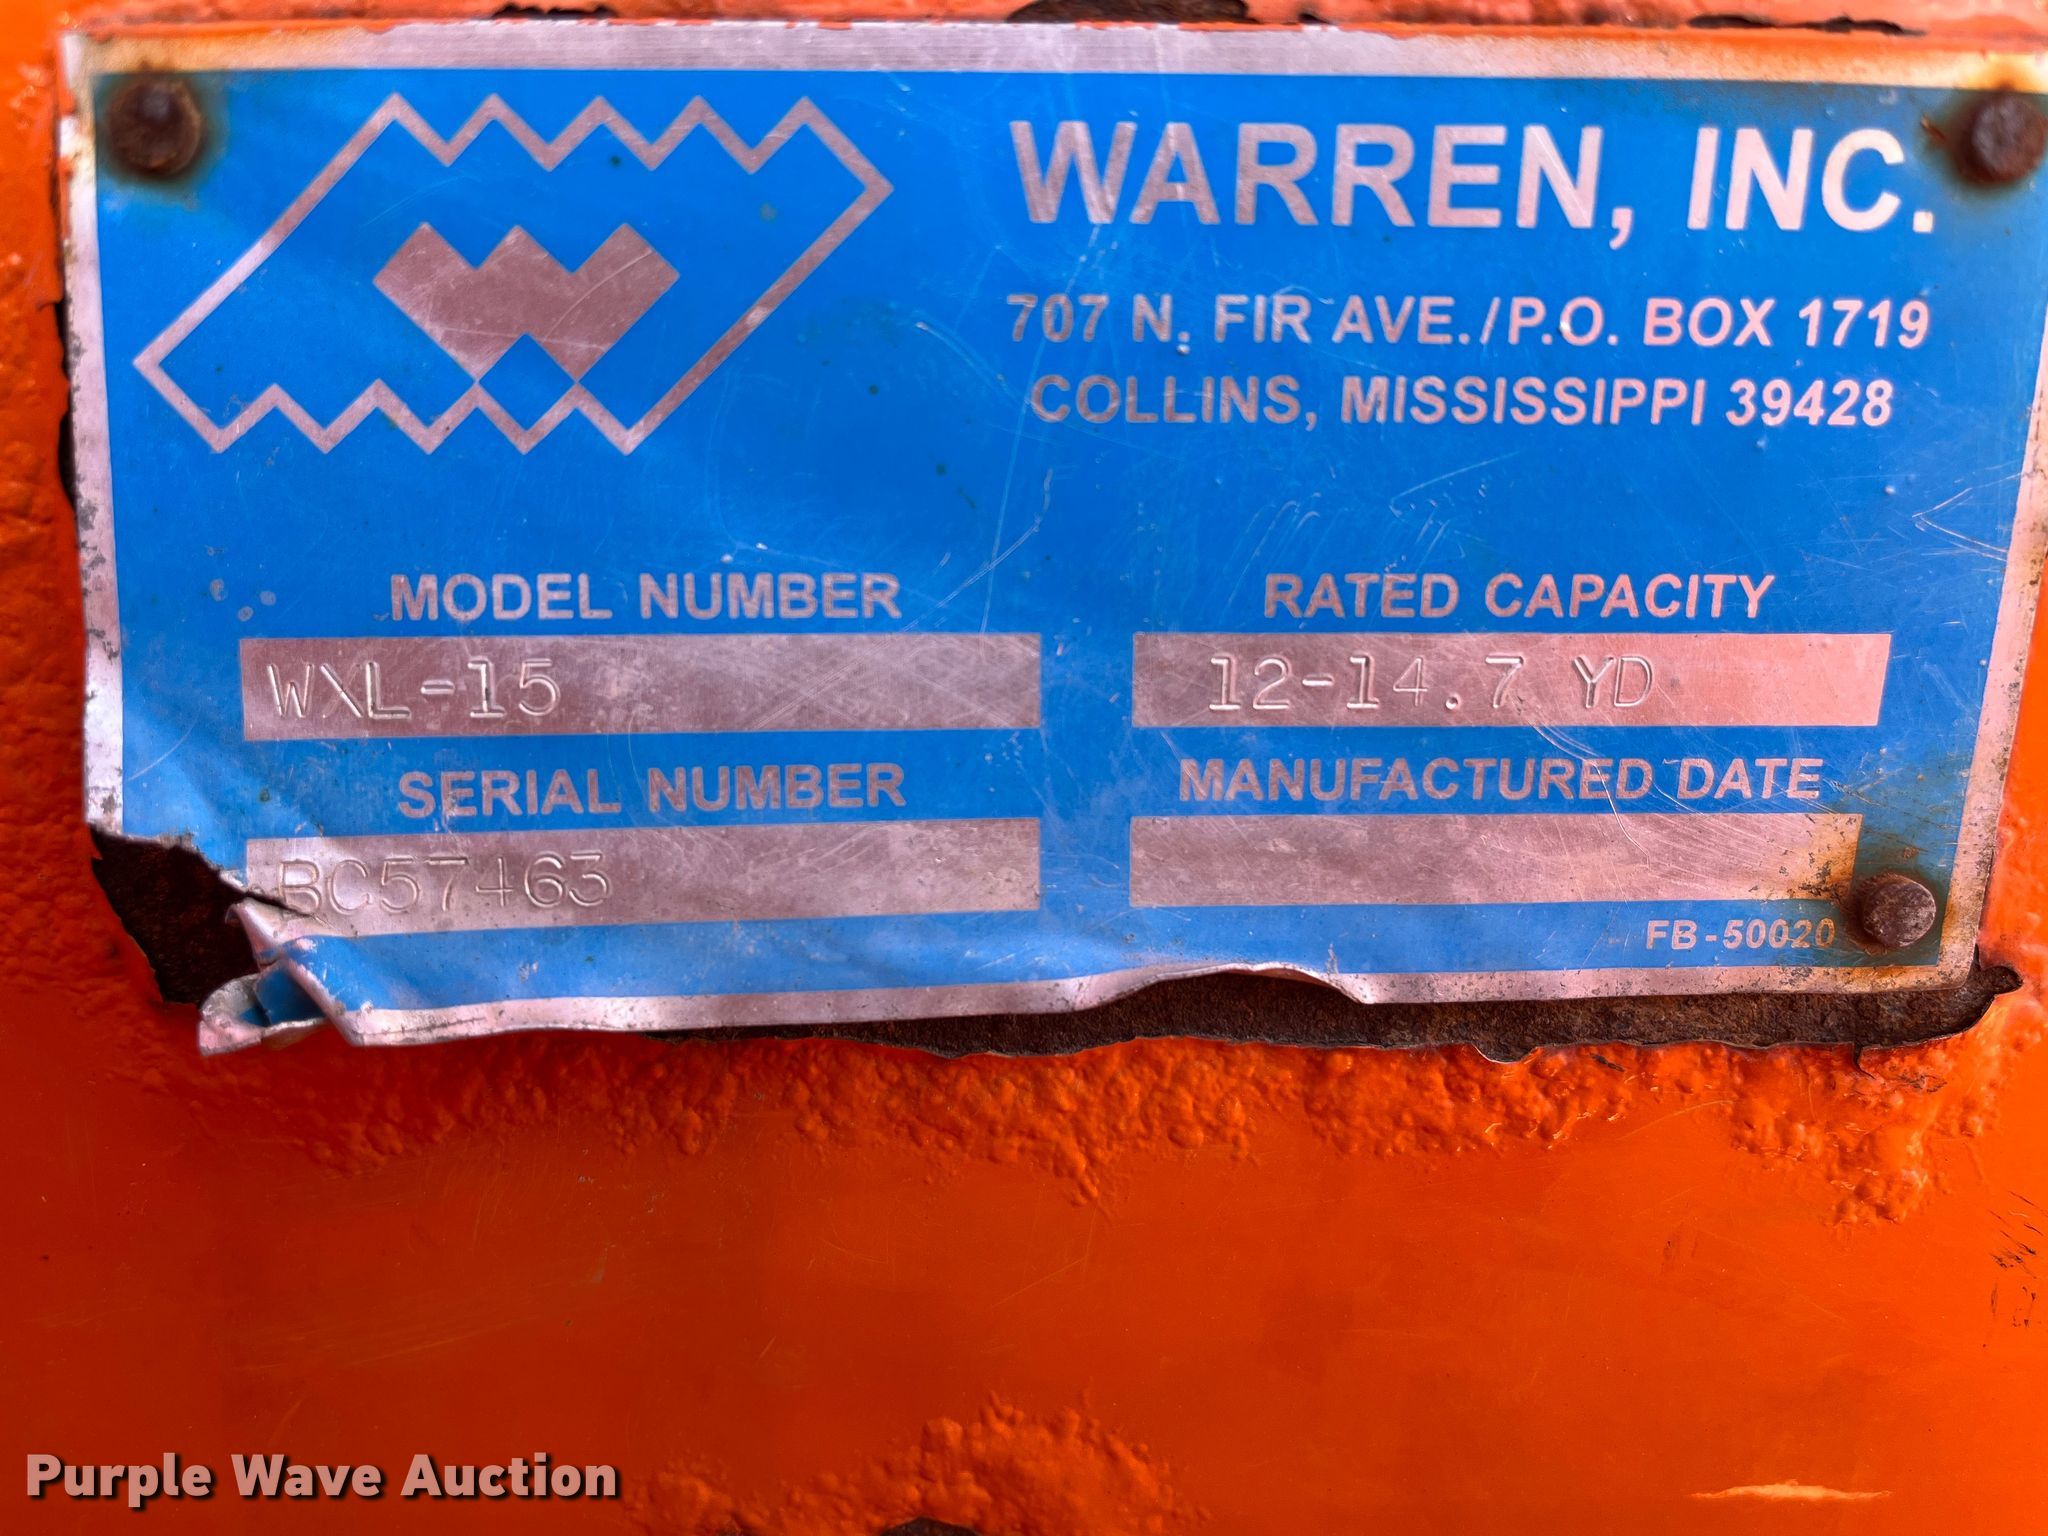 WARREN, INC.
707 N. FIR AVE./P.O. BOX 1719
COLLINS, MISSISSIPPI 39428
MODEL NUMBER
WXL-15
RATED CAPACITY
12-14.7 YD
SERIAL NUMBER
BC57463
MANUFACTURED DATE
FB-50020
Purple Wave Auction